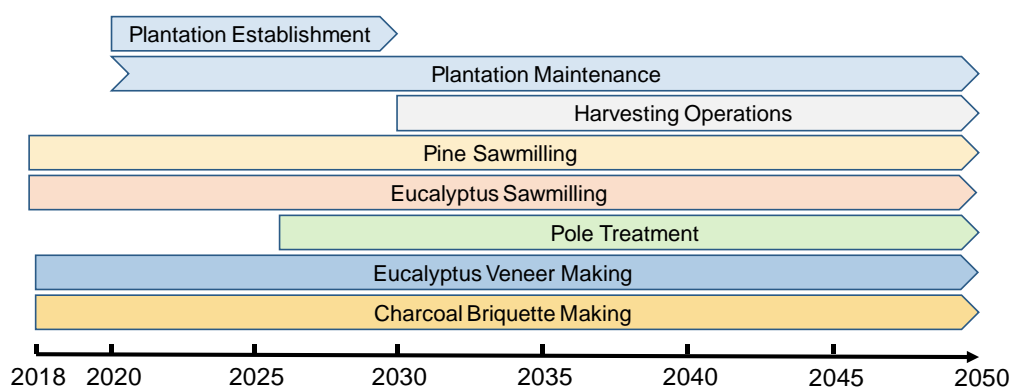 Plantation Establishment
Plantation Maintenance
Harvesting Operations
Pine Sawmilling
Eucalyptus Sawmilling
Pole Treatment
Eucalyptus Veneer Making
Charcoal Briquette Making
2018 2020 2025 2030 2035 2040 2045 2050